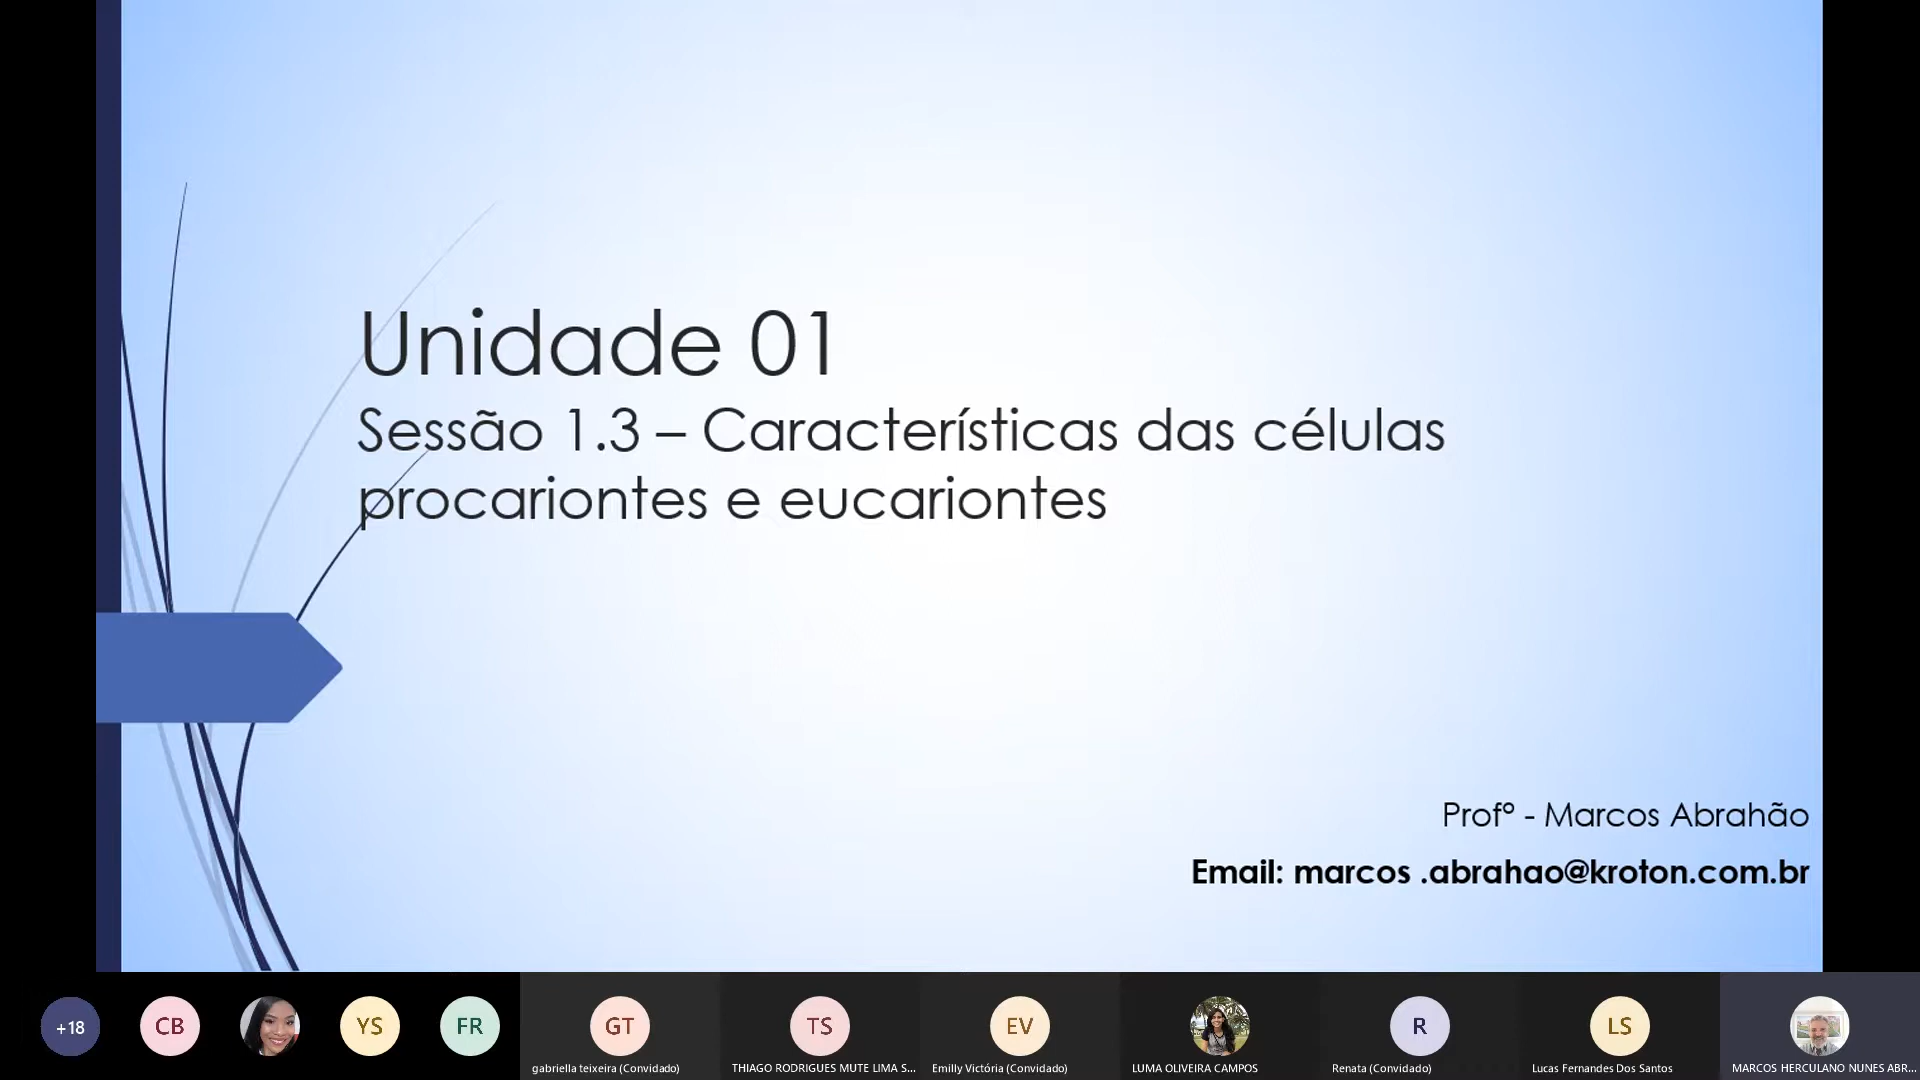 Unidade 01
Sessão 1.3 – Características das células
procariontes e eucariontes
Profº - Marcos Abrahão
Email: marcos .abrahao@kroton.com.br
+18
CB
YS
FR
GT
TS
EV
R
LS
gabriella teixeira (Convidado)
THIAGO RODRIGUES MUTE LIMA S...
Emilly Victória (Convidado)
LUMA OLIVEIRA CAMPOS
Renata (Convidado)
Lucas Fernandes Dos Santos
MARCOS HERCULANO NUNES ABR...